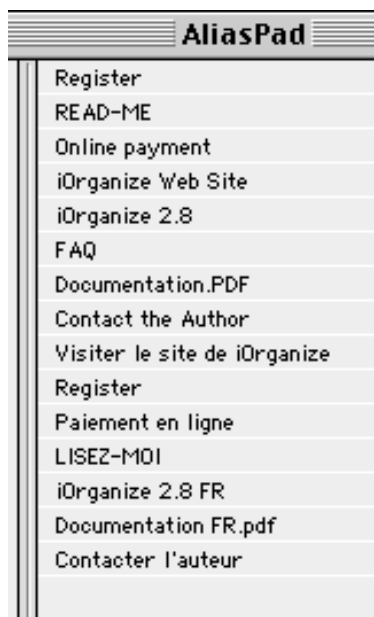 AliasPad
Register
READ-ME
Online payment
iOrganize Web Site
iOrganize 2.8
FAQ
Documentation.PDF
Contact the Author
Visiter le site de iOrganize
Register
Paiement en ligne
LISEZ-MOI
iOrganize 2.8 FR
Documentation FR.pdf
Contacter l'auteur